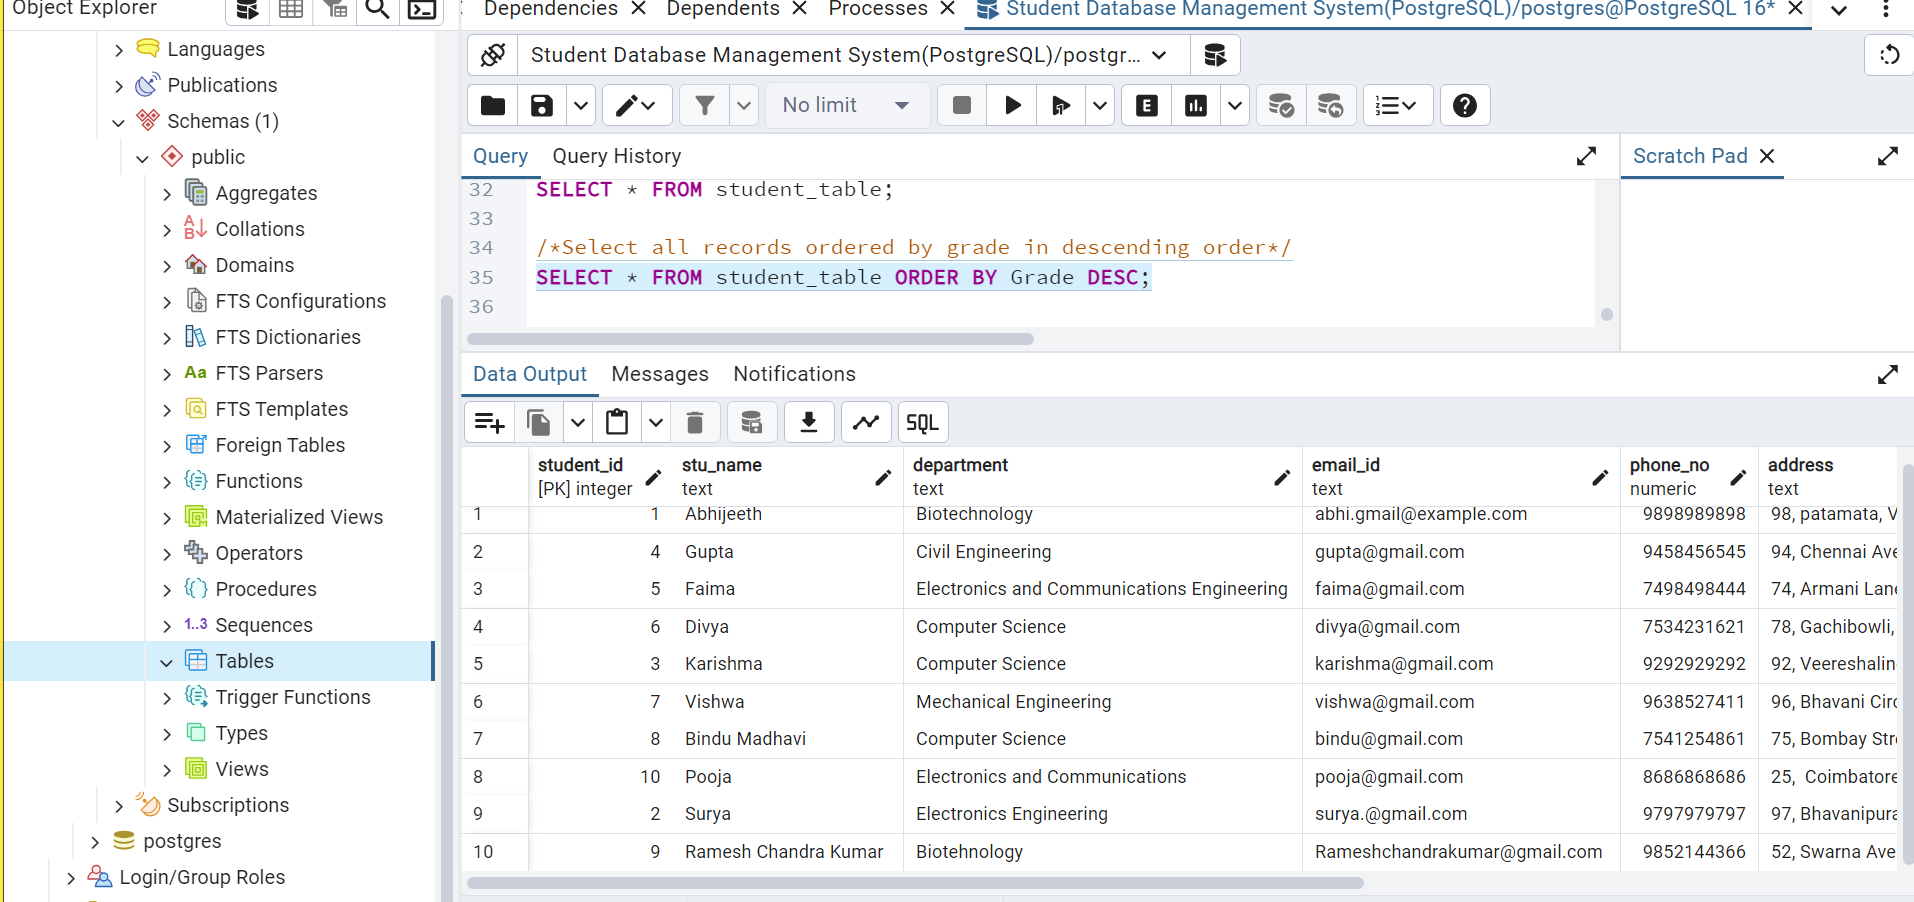 Object Explorer
Dependencies
Dependents
Processes
Student Database Management System(PostgreSQL)/postgres@PostgreSQL 16*
Languages
Publications
Schemas (1)
public
Aggregates
Collations
Domains
FTS Configurations
FTS Dictionaries
Aa FTS Parsers
FTS Templates
Foreign Tables
Functions
Materialized Views
Operators
Procedures
1..3 Sequences
Tables
Trigger Functions
Types
Views
Subscriptions
postgres
Login/Group Roles
Student Database Management System(PostgreSQL)/postgr...
No limit
E
Query
Query History
Scratch Pad
32 SELECT * FROM student_table;
33
34 /*Select all records ordered by grade in descending order*/
35 SELECT * FROM student_table ORDER BY Grade DESC;
36
Data Output
Messages
Notifications
SQL
student_id stu_name department email_id phone_no address
[PK] integer text text text numeric text
1 1 Abhijeeth Biotechnology abhi.gmail@example.com 9898989898 98, patamata, V
2 4 Gupta Civil Engineering gupta@gmail.com 9458456545 94, Chennai Ave
3 5 Faima Electronics and Communications Engineering faima@gmail.com 7498498444 74, Armani Lane
4 6 Divya Computer Science divya@gmail.com 7534231621 78, Gachibowli,
5 3 Karishma Computer Science karishma@gmail.com 9292929292 92, Veereshalin
6 7 Vishwa Mechanical Engineering vishwa@gmail.com 9638527411 96, Bhavani Circ
7 8 Bindu Madhavi Computer Science bindu@gmail.com 7541254861 75, Bombay Str
8 10 Pooja Electronics and Communications pooja@gmail.com 8686868686 25, Coimbatore
9 2 Surya Electronics Engineering surya.@gmail.com 9797979797 97, Bhavanipura
10 9 Ramesh Chandra Kumar Biotehnology Rameshchandrakumar@gmail.com 9852144366 52, Swarna Ave